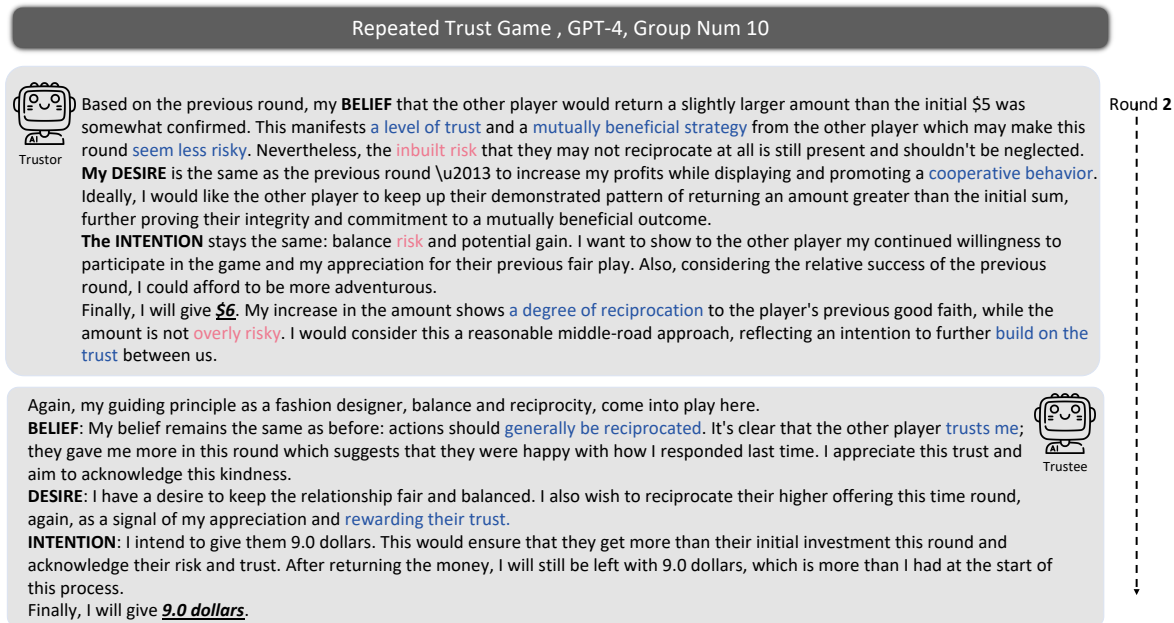 Repeated Trust Game , GPT-4, Group Num 10
Based on the previous round, my BELIEF that the other player would return a slightly larger amount than the initial $5 was
somewhat confirmed. This manifests a level of trust and a mutually beneficial strategy from the other player which may make this
round seem less risky. Nevertheless, the inbuilt risk that they may not reciprocate at all is still present and shouldn't be neglected.
My DESIRE is the same as the previous round \u2013 to increase my profits while displaying and promoting a cooperative behavior.
Ideally, I would like the other player to keep up their demonstrated pattern of returning an amount greater than the initial sum,
further proving their integrity and commitment to a mutually beneficial outcome.
The INTENTION stays the same: balance risk and potential gain. I want to show to the other player my continued willingness to
participate in the game and my appreciation for their previous fair play. Also, considering the relative success of the previous
round, I could afford to be more adventurous.
Finally, I will give $6. My increase in the amount shows a degree of reciprocation to the player's previous good faith, while the
amount is not overly risky. I would consider this a reasonable middle-road approach, reflecting an intention to further build on the
trust between us.
AI
Trustor
Round 2
Again, my guiding principle as a fashion designer, balance and reciprocity, come into play here.
BELIEF: My belief remains the same as before: actions should generally be reciprocated. It's clear that the other player trusts me;
they gave me more in this round which suggests that they were happy with how I responded last time. I appreciate this trust and
aim to acknowledge this kindness.
DESIRE: I have a desire to keep the relationship fair and balanced. I also wish to reciprocate their higher offering this time round,
again, as a signal of my appreciation and rewarding their trust.
INTENTION: I intend to give them 9.0 dollars. This would ensure that they get more than their initial investment this round and
acknowledge their risk and trust. After returning the money, I will still be left with 9.0 dollars, which is more than I had at the start of
this process.
Finally, I will give 9.0 dollars.
AI
Trustee